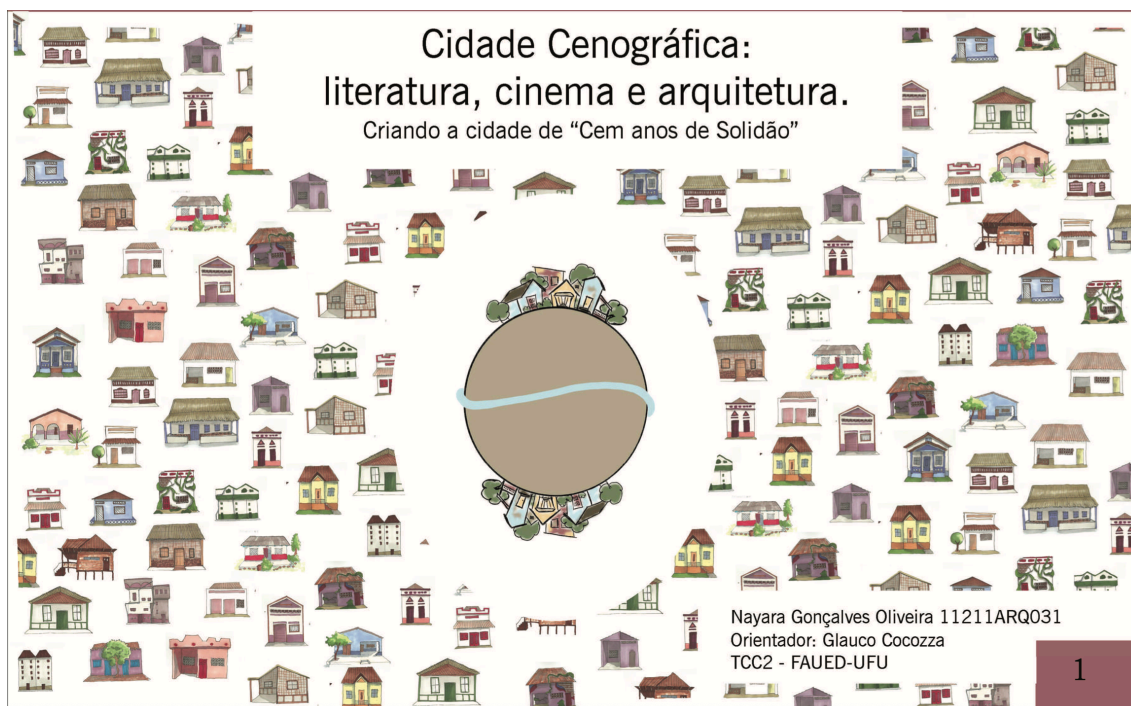 Cidade Cenográfica:
literatura, cinema e arquitetura.
Criando a cidade de “Cem anos de Solidão”
Nayara Gonçalves Oliveira 11211ARQ031
Orientador: Glauco Cocozza
TCC2 - FAUED-UFU
1